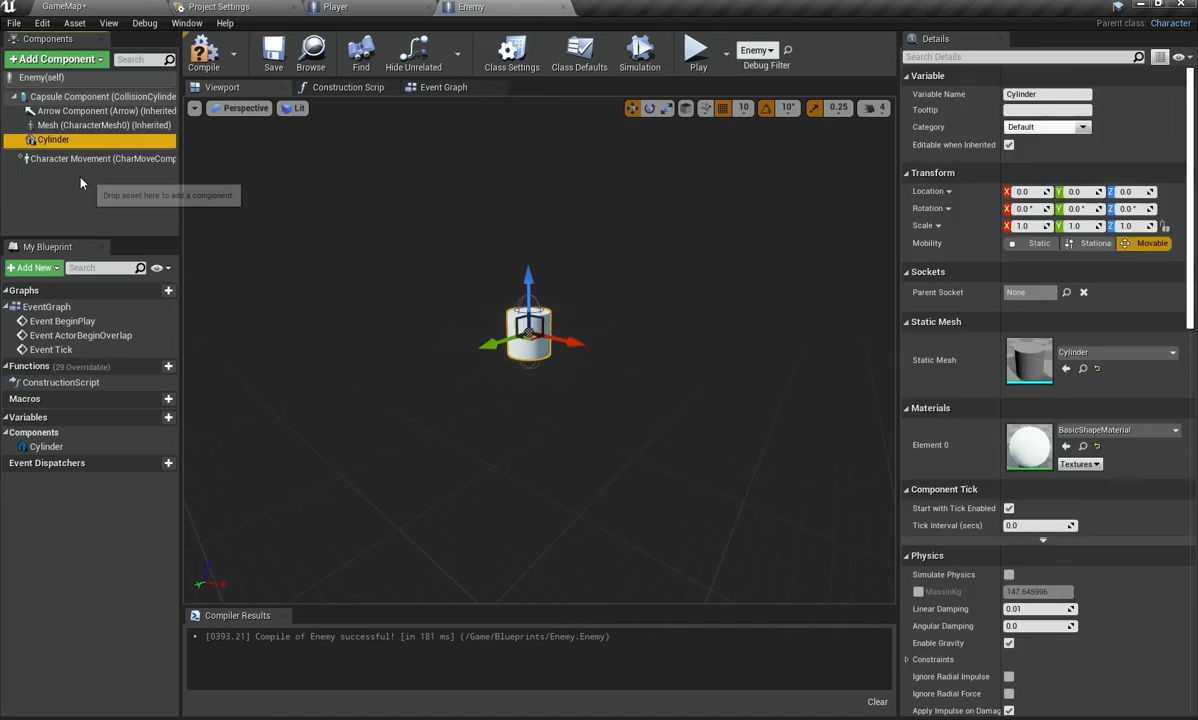 GameMap*
Project Settings
Player
Enemy
File
Edit
Asset
View
Debug
Window
Help
Parent class: Character
Components
+ Add Component
Search
Enemy(self)
Capsule Component (CollisionCylinde
Arrow Component (Arrow) (Inherited
Mesh (CharacterMesh0) (Inherited)
Cylinder
Character Movement (CharMoveComp
Drop asset here to add a component.
Compile
Save
Browse
Find
Hide Unrelated
Class Settings
Class Defaults
Simulation
Play
Enemy
Debug Filter
Viewport
Construction Scrip
Event Graph
Perspective
Lit
10
10°
0.25
4
My Blueprint
+ Add New
Search
Graphs
EventGraph
Event BeginPlay
Event ActorBeginOverlap
Event Tick
Functions (29 Overridable)
ConstructionScript
Macros
Variables
Components
Cylinder
Event Dispatchers
Compiler Results
[0393.21] Compile of Enemy successful! [in 181 ms] (/Game/Blueprints/Enemy.Enemy)
Clear
Details
Search Details
Variable
Variable Name
Cylinder
Tooltip
Category
Default
Editable when Inherited
Transform
Location
X 0.0
Y 0.0
Z 0.0
Rotation
X 0.0 °
Y 0.0 °
Z 0.0 °
Scale
X 1.0
Y 1.0
Z 1.0
Mobility
Static
Stationa
Movable
Sockets
Parent Socket
None
Static Mesh
Static Mesh
Cylinder
Materials
Element 0
BasicShapeMaterial
Textures
Component Tick
Start with Tick Enabled
Tick Interval (secs)
0.0
Physics
Simulate Physics
MassInKg
147.645996
Linear Damping
0.01
Angular Damping
0.0
Enable Gravity
Constraints
Ignore Radial Impulse
Ignore Radial Force
Apply Impulse on Damag